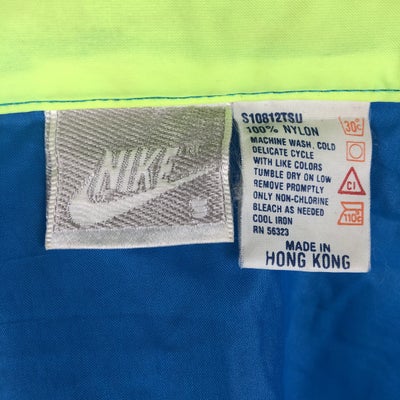 NIKE
S
S10812TSU
100% NYLON
MACHINE WASH, COLD
DELICATE CYCLE
WITH LIKE COLORS
TUMBLE DRY ON LOW
REMOVE PROMPTLY
ONLY NON-CHLORINE
BLEACH AS NEEDED
COOL IRON
RN 56323
MADE IN
HONG KONG
30°C
Cl
110°C